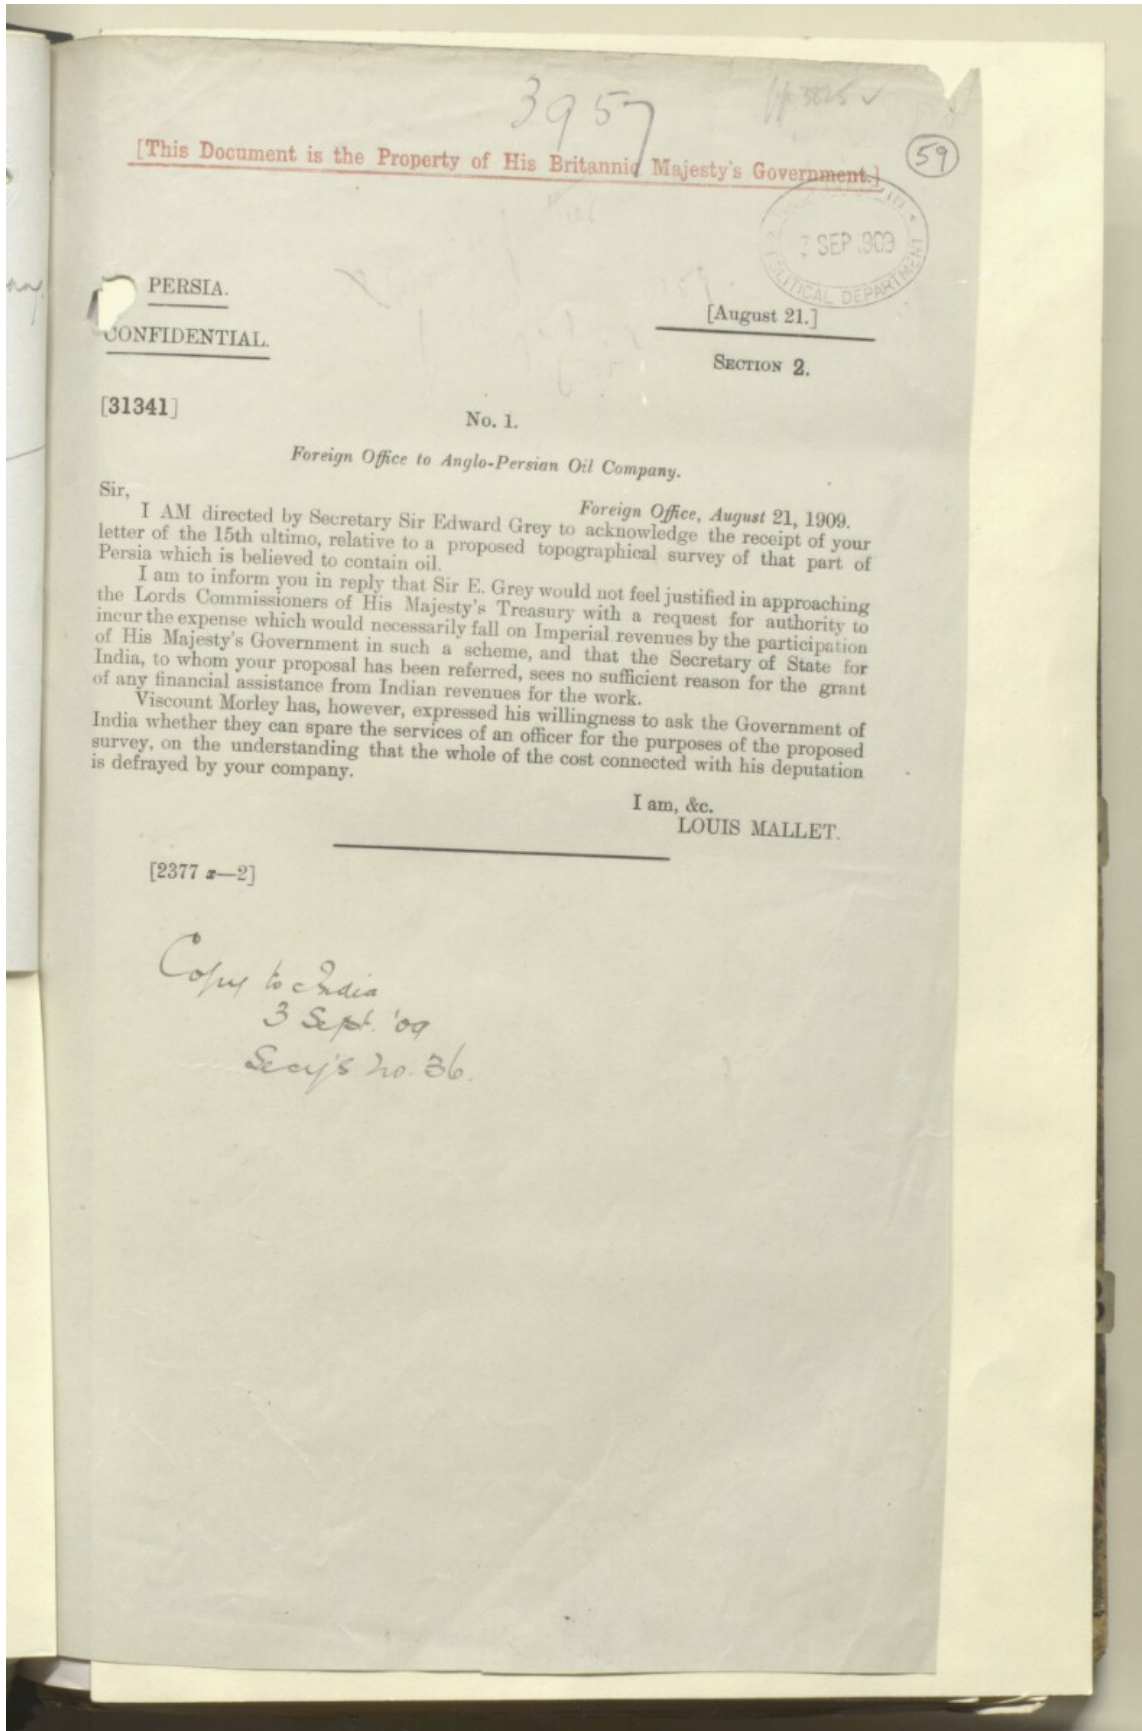 3957
3825 ✓
[This Document is the Property of His Britannic Majesty's Government.]
59
SEP 1909
POLITICAL DEPARTMENT
PERSIA.
[August 21.]
CONFIDENTIAL.
SECTION 2.
[31341]
No. 1.
Foreign Office to Anglo-Persian Oil Company.
Sir,
Foreign Office, August 21, 1909.
I AM directed by Secretary Sir Edward Grey to acknowledge the receipt of your
letter of the 15th ultimo, relative to a proposed topographical survey of that part of
Persia which is believed to contain oil.
I am to inform you in reply that Sir E. Grey would not feel justified in approaching
the Lords Commissioners of His Majesty's Treasury with a request for authority to
incur the expense which would necessarily fall on Imperial revenues by the participation
of His Majesty's Government in such a scheme, and that the Secretary of State for
India, to whom your proposal has been referred, sees no sufficient reason for the grant
of any financial assistance from Indian revenues for the work.
Viscount Morley has, however, expressed his willingness to ask the Government of
India whether they can spare the services of an officer for the purposes of the proposed
survey, on the understanding that the whole of the cost connected with his deputation
is defrayed by your company.
I am, &c.
LOUIS MALLET.
[2377 x—2]
Copy to India
3 Sept. '09
Secy's no. 36.